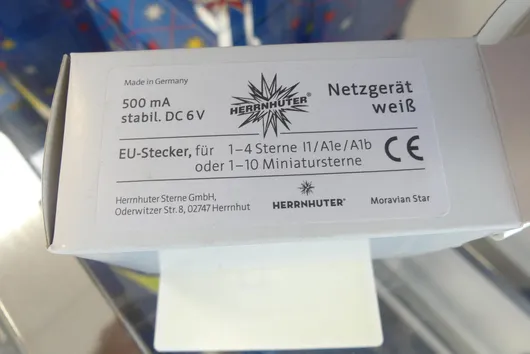 Made in Germany
500 mA
stabil. DC 6 V
HERRNHUTER®
Netzgerät
weiß
EU-Stecker, für 1–4 Sterne I1/A1e/A1b
oder 1–10 Miniatursterne
CE
Herrnhuter Sterne GmbH,
Oderwitzer Str. 8, 02747 Herrnhut
HERRNHUTER®
Moravian Star